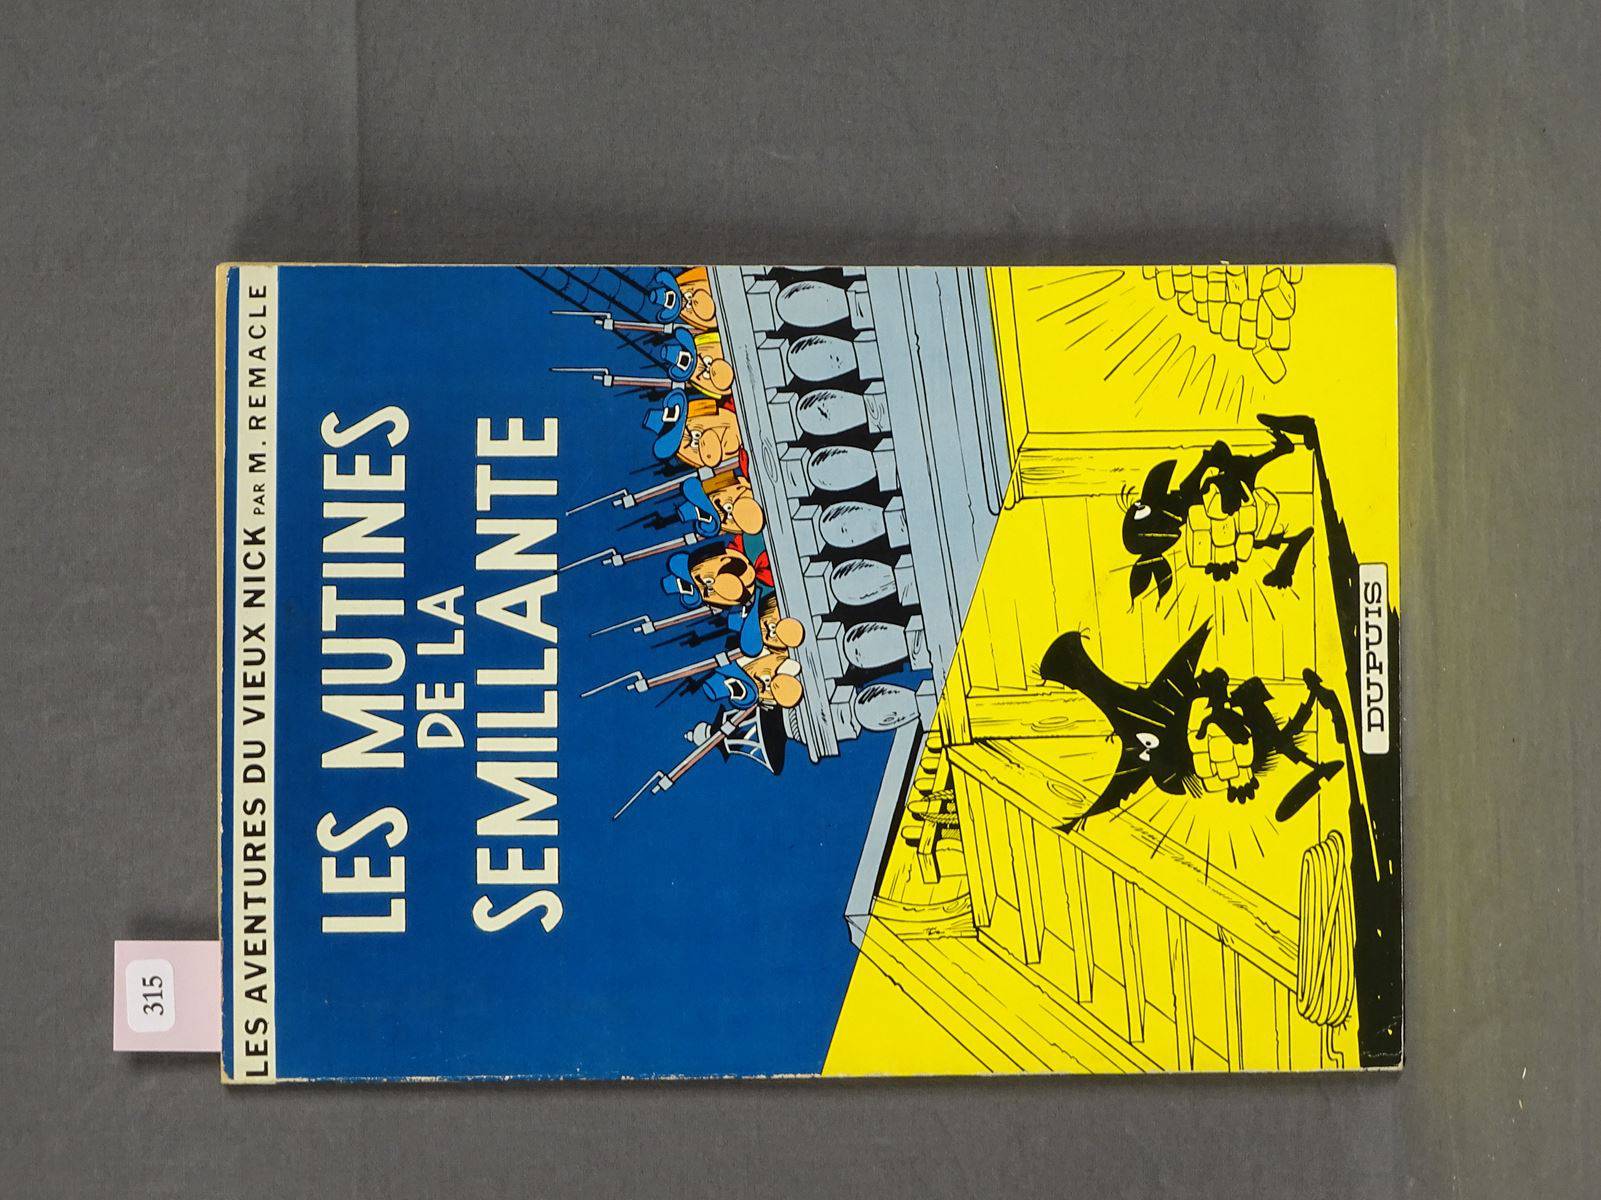 LES AVENTURES DU VIEUX NICK PAR M. REMACLE
LES MUTINES
DE LA
SEMILLANTE
DUPUIS
315